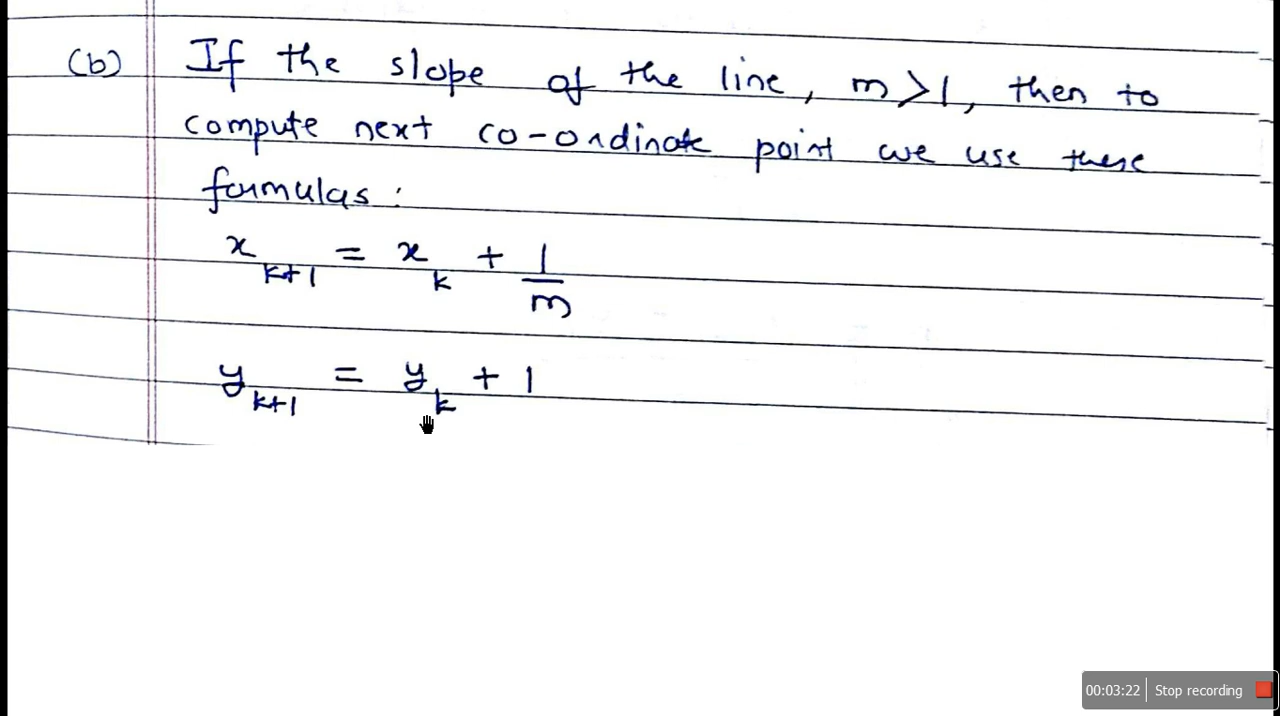 (b) If the slope of the line, m>1, then to
compute next co-ordinate point we use these
formulas:
x_{k+1} = x_k + 1/m
y_{k+1} = y_k + 1
00:03:22 Stop recording